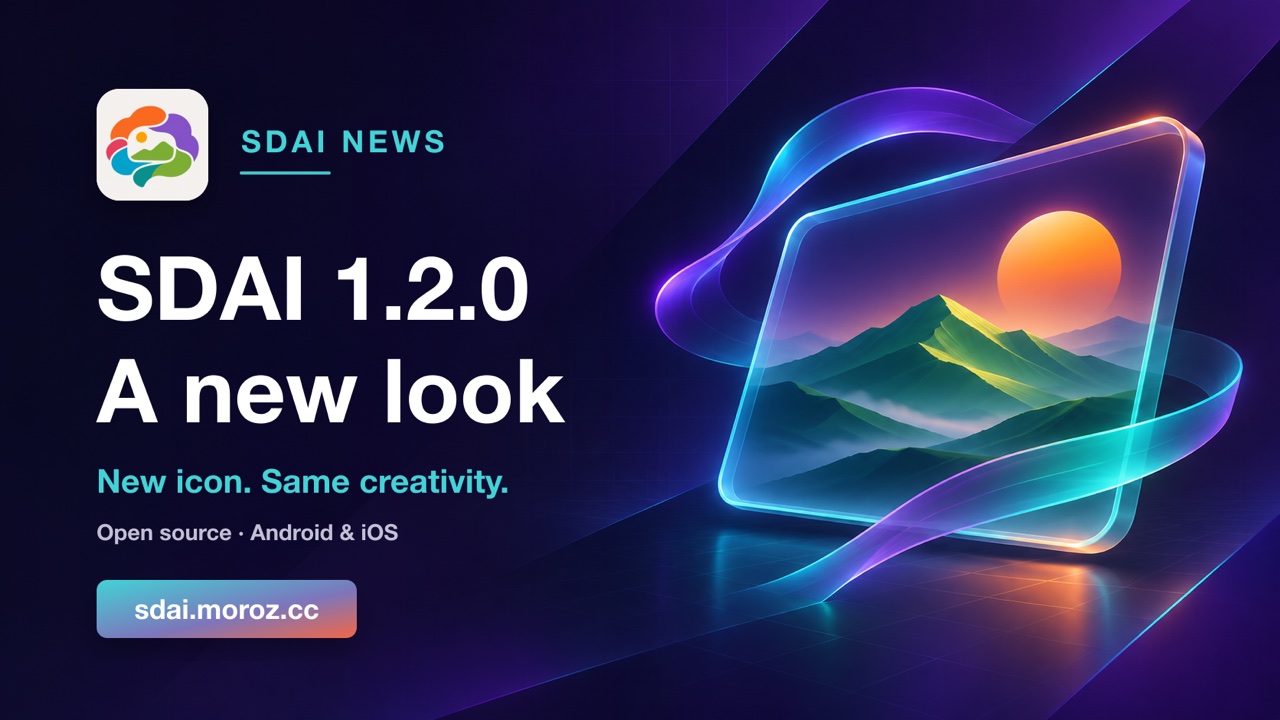 SDAI NEWS
SDAI 1.2.0
A new look
New icon. Same creativity.
Open source · Android & iOS
sdai.moroz.cc